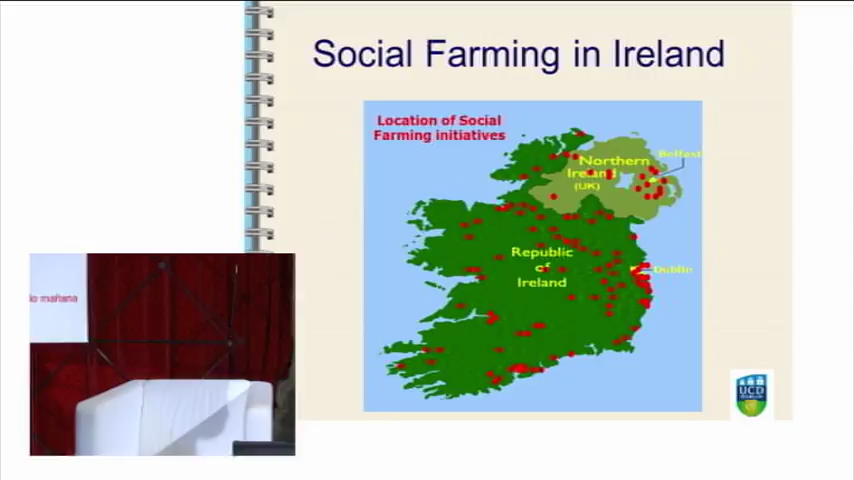 Social Farming in Ireland
Location of Social
Farming initiatives
Belfast
Northern
Ireland
(UK)
Republic
of
Ireland
Dublin
lo mañana
UCD